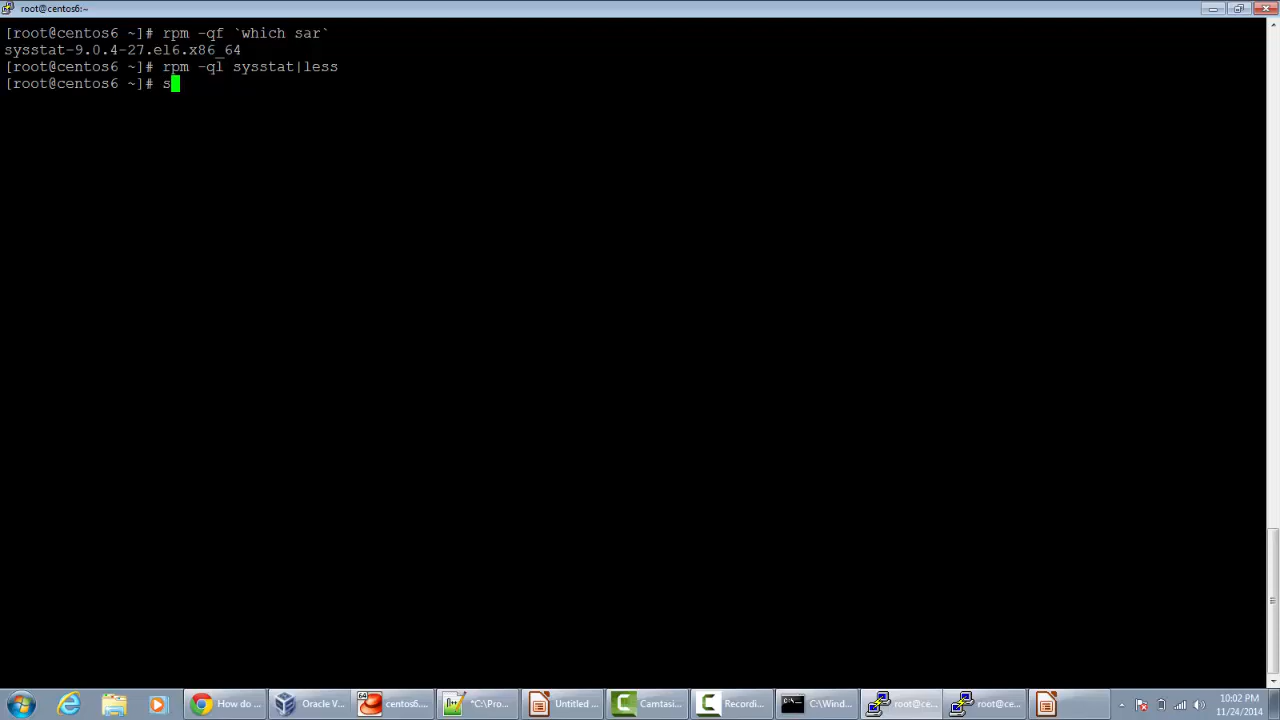 root@centos6:~
[root@centos6 ~]# rpm -qf `which sar`
sysstat-9.0.4-27.el6.x86_64
[root@centos6 ~]# rpm -ql sysstat|less
[root@centos6 ~]# s
How do ...
Oracle V...
64
centos6....
*C:\Pro...
Untitled ...
Camtasi...
Recordi...
C:\Wind...
root@ce...
root@ce...
10:02 PM
11/24/2014